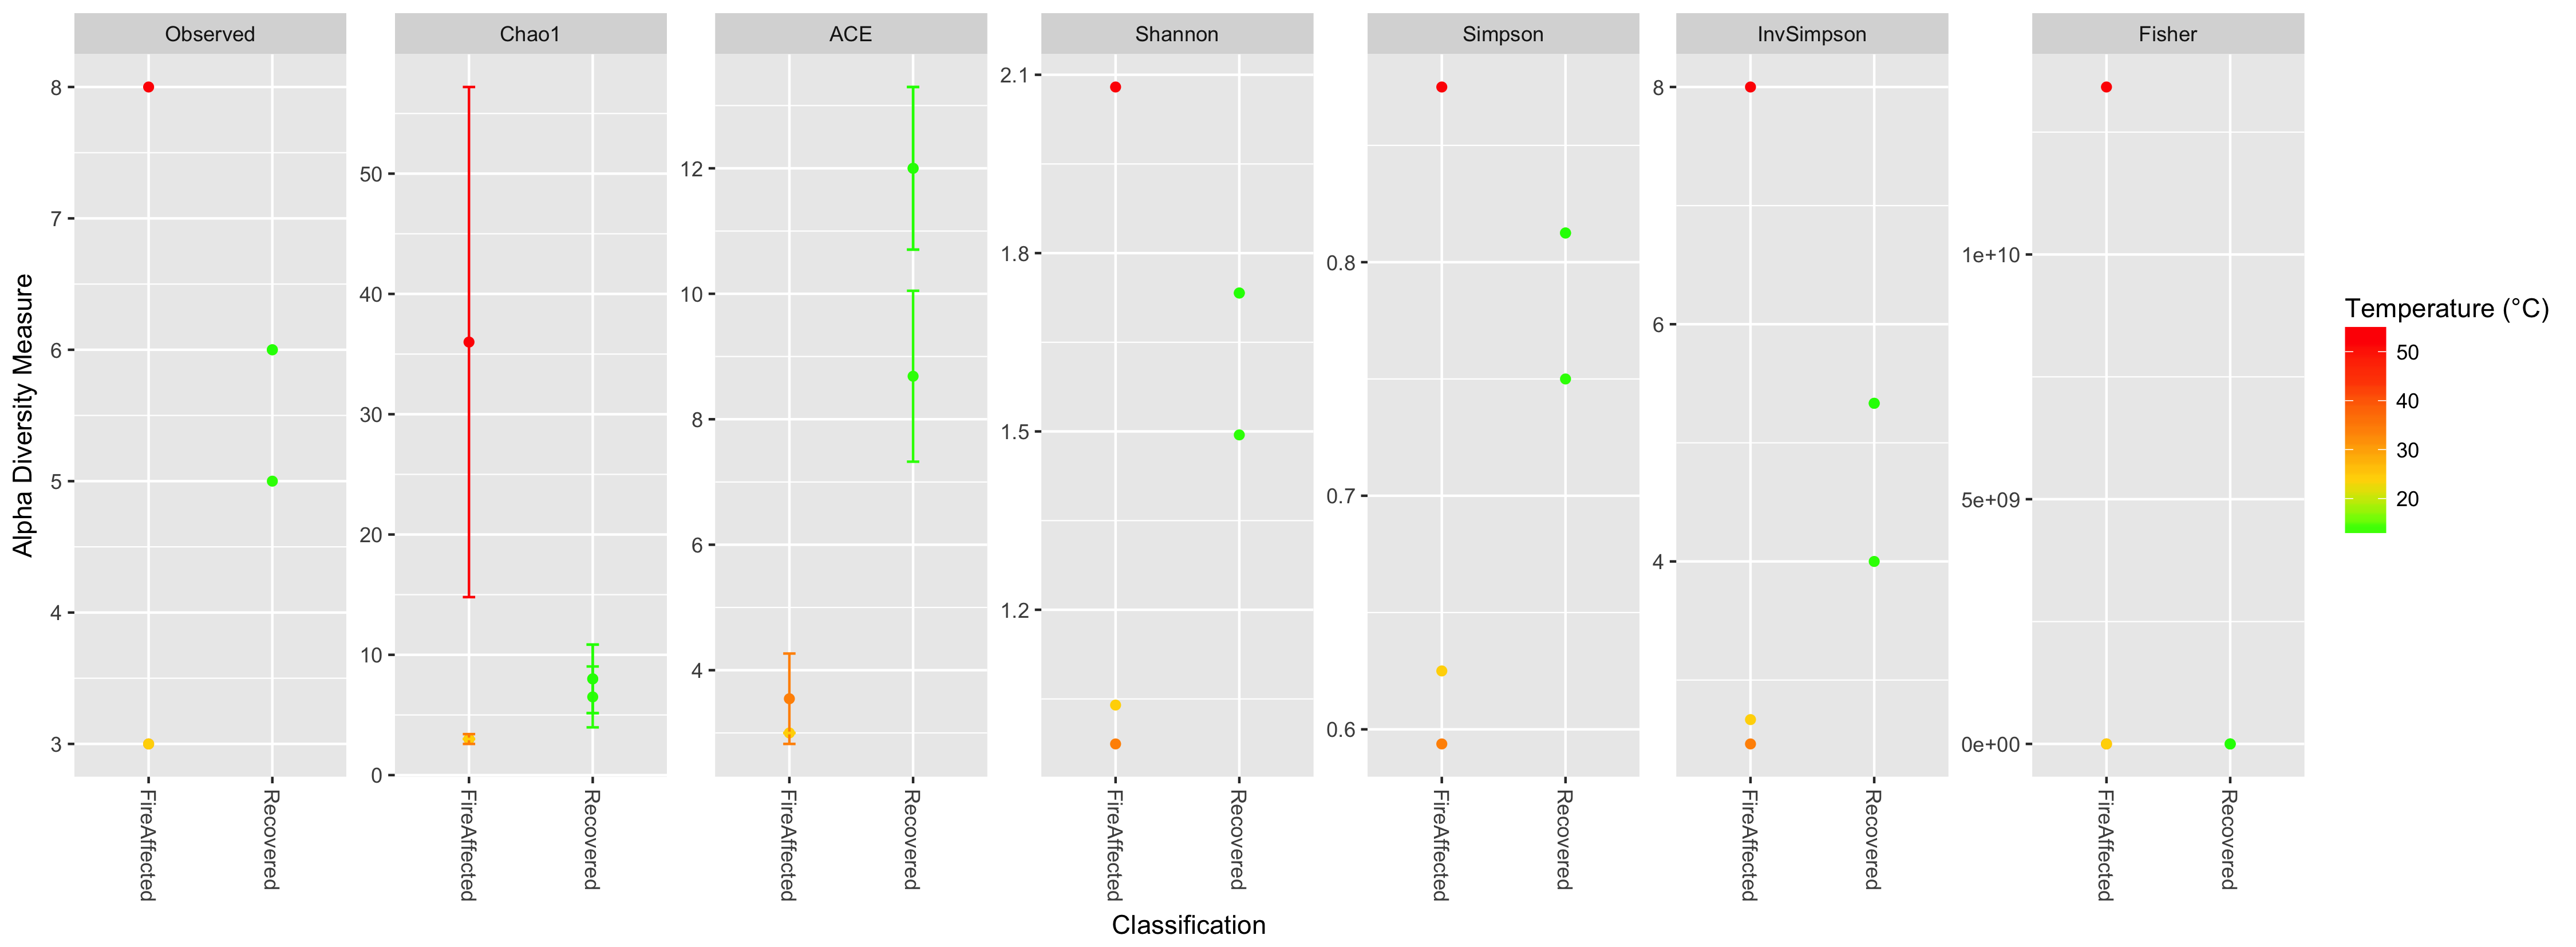 Observed Chao1 ACE Shannon Simpson InvSimpson Fisher
Alpha Diversity Measure
8
7
6
5
4
3
50
40
30
20
10
0
12
10
8
6
4
2.1
1.8
1.5
1.2
0.8
0.7
0.6
8
6
4
1e+10
5e+09
0e+00
FireAffected
Recovered
FireAffected
Recovered
FireAffected
Recovered
FireAffected
Recovered
FireAffected
Recovered
FireAffected
Recovered
FireAffected
Recovered
Classification
Temperature (°C)
50
40
30
20